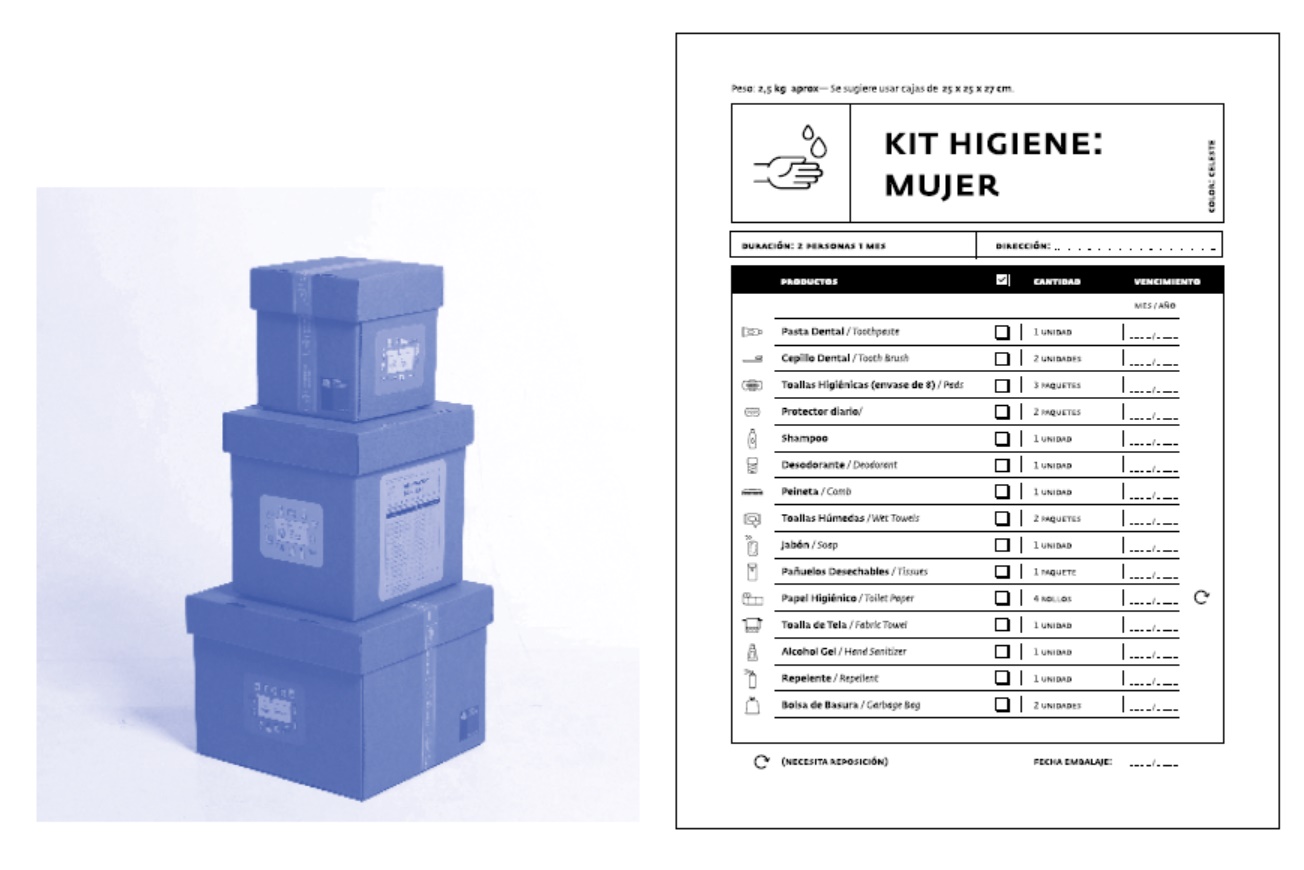 Peso: 2,5 kg aprox— Se sugiere usar cajas de 25 x 25 x 27 cm.
KIT HIGIENE:
MUJER
COLOR: CELESTE
DURACIÓN: 2 PERSONAS 1 MES
DIRECCIÓN:
PRODUCTOS CANTIDAD VENCIMIENTO
MES / AÑO
Pasta Dental / Toothpaste 1 UNIDAD
Cepillo Dental / Tooth Brush 2 UNIDADES
Toallas Higiénicas (envase de 8) / Pads 3 PAQUETES
Protector diario/ 2 PAQUETES
Shampoo 1 UNIDAD
Desodorante / Deodorant 1 UNIDAD
Peineta / Comb 1 UNIDAD
Toallas Húmedas / Wet Towels 2 PAQUETES
Jabón / Soap 1 UNIDAD
Pañuelos Desechables / Tissues 1 PAQUETE
Papel Higiénico / Toilet Paper 4 ROLLOS
Toalla de Tela / Fabric Towel 1 UNIDAD
Alcohol Gel / Hand Sanitizer 1 UNIDAD
Repelente / Repellent 1 UNIDAD
Bolsa de Basura / Garbage Bag 2 UNIDADES
(NECESITA REPOSICIÓN) FECHA EMBALAJE: